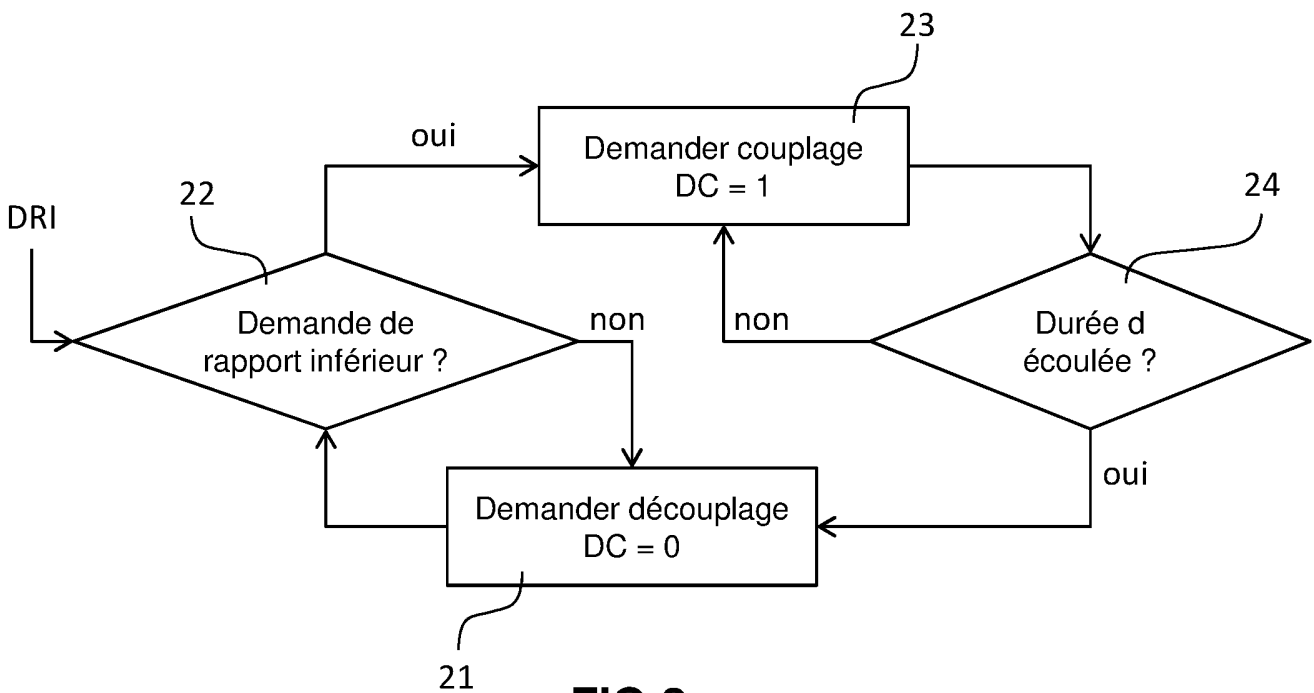 23
oui
Demander couplage
DC = 1
22
24
DRI
Demande de
rapport inférieur ?
non
non
Durée d
écoulée ?
oui
Demander découplage
DC = 0
21